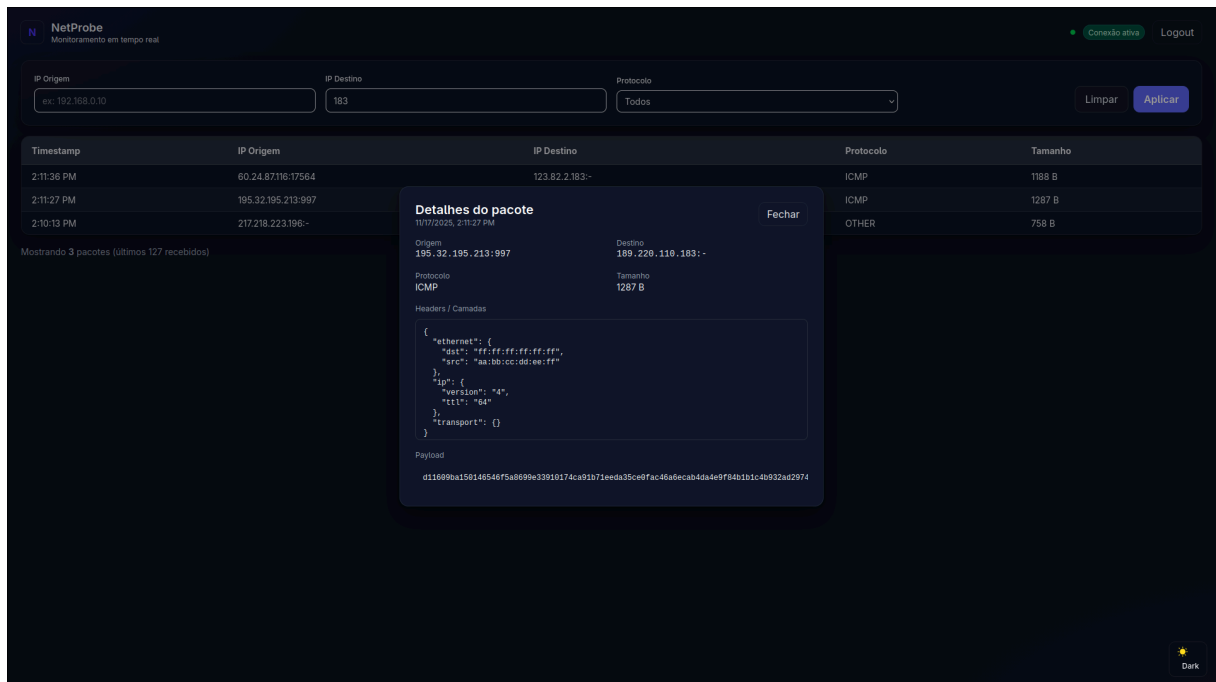 N
NetProbe
Monitoramento em tempo real
Conexão ativa
Logout
IP Origem
ex: 192.168.0.10
IP Destino
183
Protocolo
Todos
Limpar
Aplicar
Timestamp IP Origem IP Destino Protocolo Tamanho
2:11:36 PM 60.24.87.116:17564 123.82.2.183:- ICMP 1188 B
2:11:27 PM 195.32.195.213:997 ICMP 1287 B
2:10:13 PM 217.218.223.196:- OTHER 758 B
Mostrando 3 pacotes (últimos 127 recebidos)
Detalhes do pacote
11/17/2025, 2:11:27 PM
Fechar
Origem
195.32.195.213:997
Destino
189.220.110.183:-
Protocolo
ICMP
Tamanho
1287 B
Headers / Camadas
{
"ethernet": {
"dst": "ff:ff:ff:ff:ff:ff",
"src": "aa:bb:cc:dd:ee:ff"
},
"ip": {
"version": "4",
"ttl": "64"
},
"transport": {}
}
Payload
d11609ba150146546f5a8699e33910174ca91b71eeda35ce0fac46a6ecab4da4e9f84b1b1c4b932ad2974
Dark